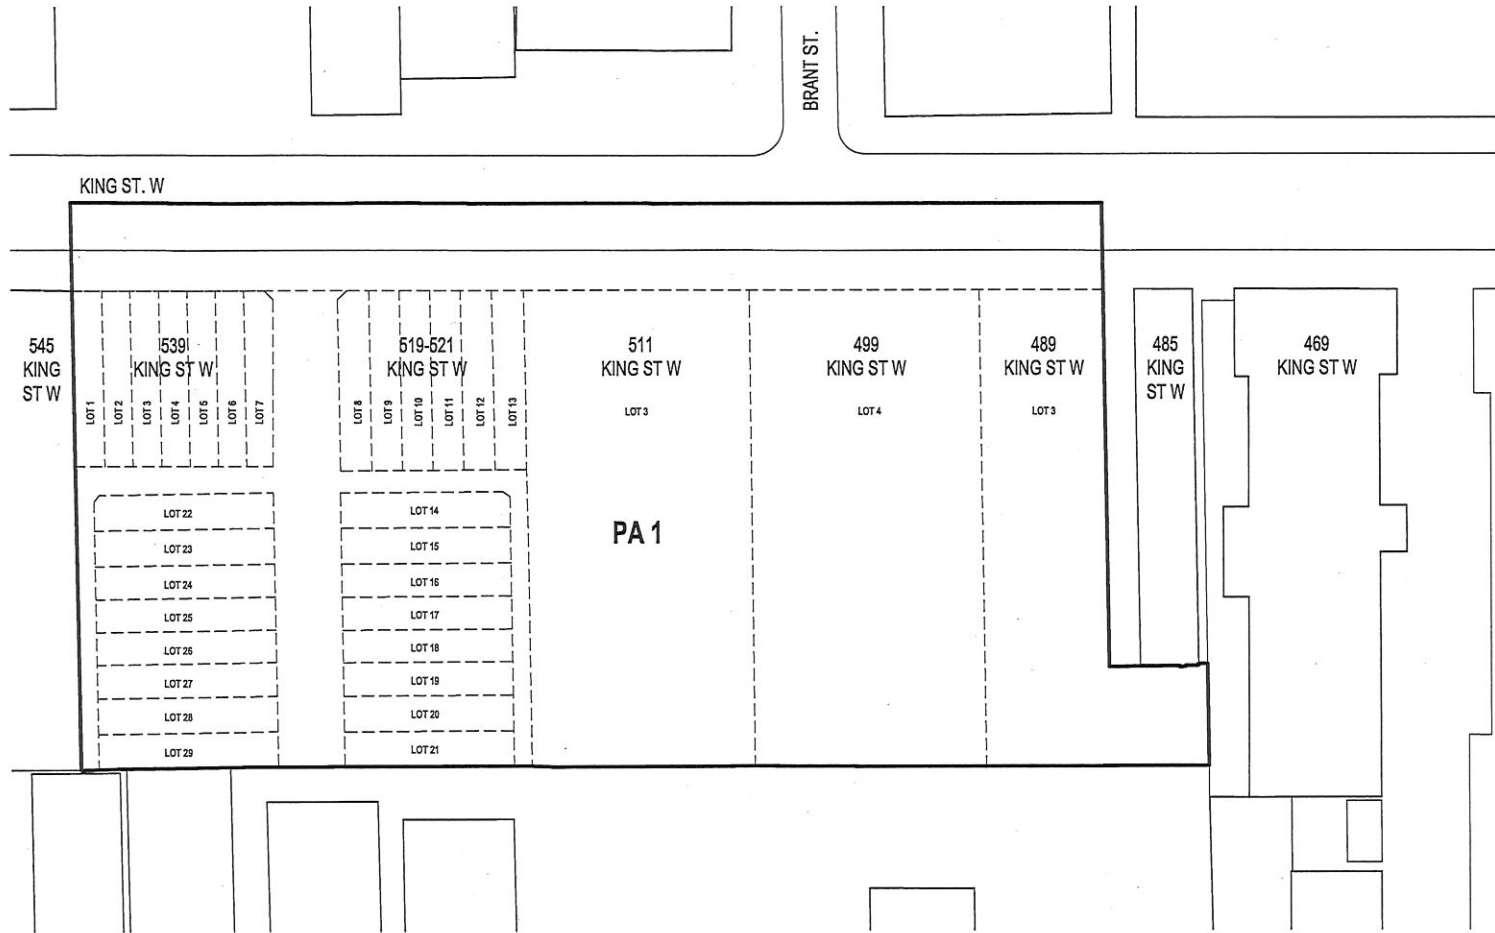 BRANT ST.
KING ST. W
545
KING
ST W
539
KING ST W
519-521
KING ST W
511
KING ST W
499
KING ST W
489
KING ST W
485
KING
ST W
469
KING ST W
LOT 1
LOT 2
LOT 3
LOT 4
LOT 5
LOT 6
LOT 7
LOT 8
LOT 9
LOT 10
LOT 11
LOT 12
LOT 13
LOT 3
LOT 4
LOT 3
PA 1
LOT 22
LOT 23
LOT 24
LOT 25
LOT 26
LOT 27
LOT 28
LOT 29
LOT 14
LOT 15
LOT 16
LOT 17
LOT 18
LOT 19
LOT 20
LOT 21